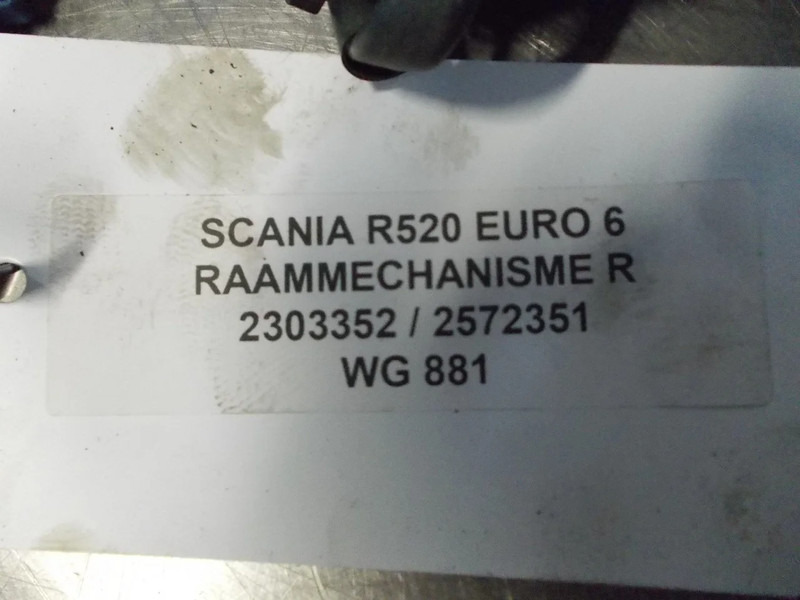 SCANIA R520 EURO 6
RAAMMECHANISME R
2303352 / 2572351
WG 881